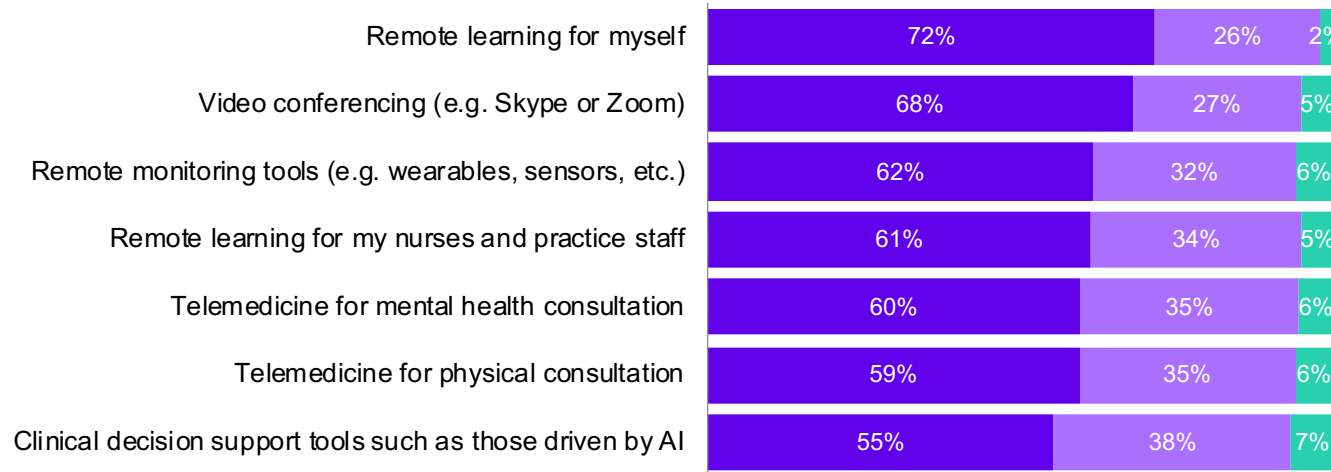 Remote learning for myself 72% 26% 2%
Video conferencing (e.g. Skype or Zoom) 68% 27% 5%
Remote monitoring tools (e.g. wearables, sensors, etc.) 62% 32% 6%
Remote learning for my nurses and practice staff 61% 34% 5%
Telemedicine for mental health consultation 60% 35% 6%
Telemedicine for physical consultation 59% 35% 6%
Clinical decision support tools such as those driven by AI 55% 38% 7%